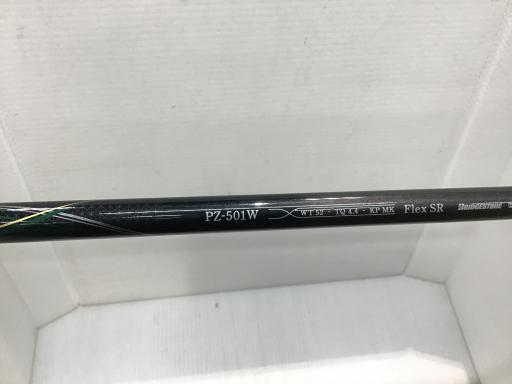 PZ-501W WT 52 - TQ 4.4 - KP MK Flex SR BRIDGESTONE